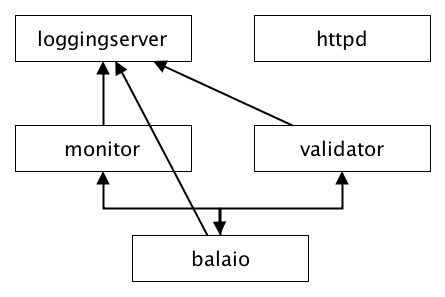 loggingserver
httpd
monitor
validator
balaio